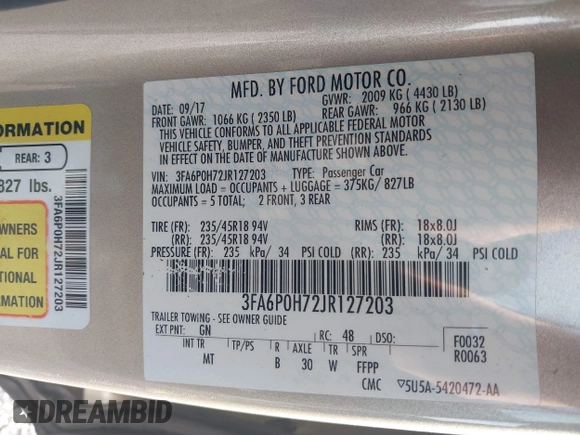 ORMATION
REAR: 3
827 lbs.
OWNERS
AL FOR
TIONAL
ORMATION
3FA6P0H72JR127203
MFD. BY FORD MOTOR CO.
DATE: 09/17
GVWR: 2009 KG ( 4430 LB)
FRONT GAWR: 1066 KG ( 2350 LB)
REAR GAWR: 966 KG ( 2130 LB)
THIS VEHICLE CONFORMS TO ALL APPLICABLE FEDERAL MOTOR
VEHICLE SAFETY, BUMPER, AND THEFT PREVENTION STANDARDS
IN EFFECT ON THE DATE OF MANUFACTURE SHOWN ABOVE.
VIN: 3FA6P0H72JR127203 TYPE: Passenger Car
MAXIMUM LOAD = OCCUPANTS + LUGGAGE = 375KG/ 827LB
OCCUPANTS = 5 TOTAL; 2 FRONT, 3 REAR
TIRE (FR): 235/45R18 94V RIMS (FR): 18x8.0J
(RR): 235/45R18 94V (RR): 18x8.0J
PRESSURE (FR): 235 kPa/ 34 PSI COLD (RR): 235 kPa/ 34 PSI COLD
3FA6P0H72JR127203
TRAILER TOWING - SEE OWNER GUIDE
EXT PNT: GN RC: 48 DSO:
F0032
R0063
INT TR TP/PS R AXLE TR SPR
MT B 30 W FFPP
CMC 5U5A-5420472-AA
DREAMBID